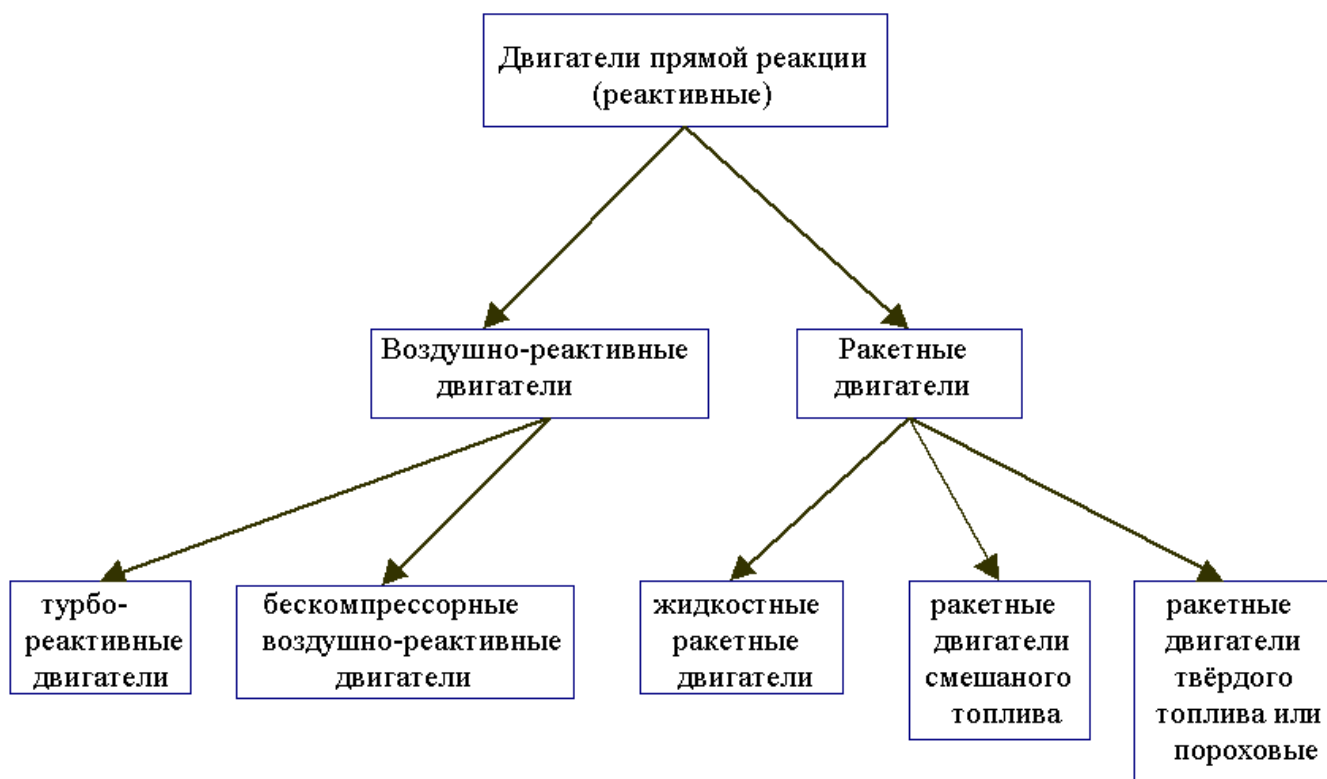 Двигатели прямой реакции
(реактивные)
Воздушно-реактивные
двигатели
Ракетные
двигатели
турбо-
реактивные
двигатели
бескомпрессорные
воздушно-реактивные
двигатели
жидкостные
ракетные
двигатели
ракетные
двигатели
смешаного
топлива
ракетные
двигатели
твёрдого
топлива или
пороховые